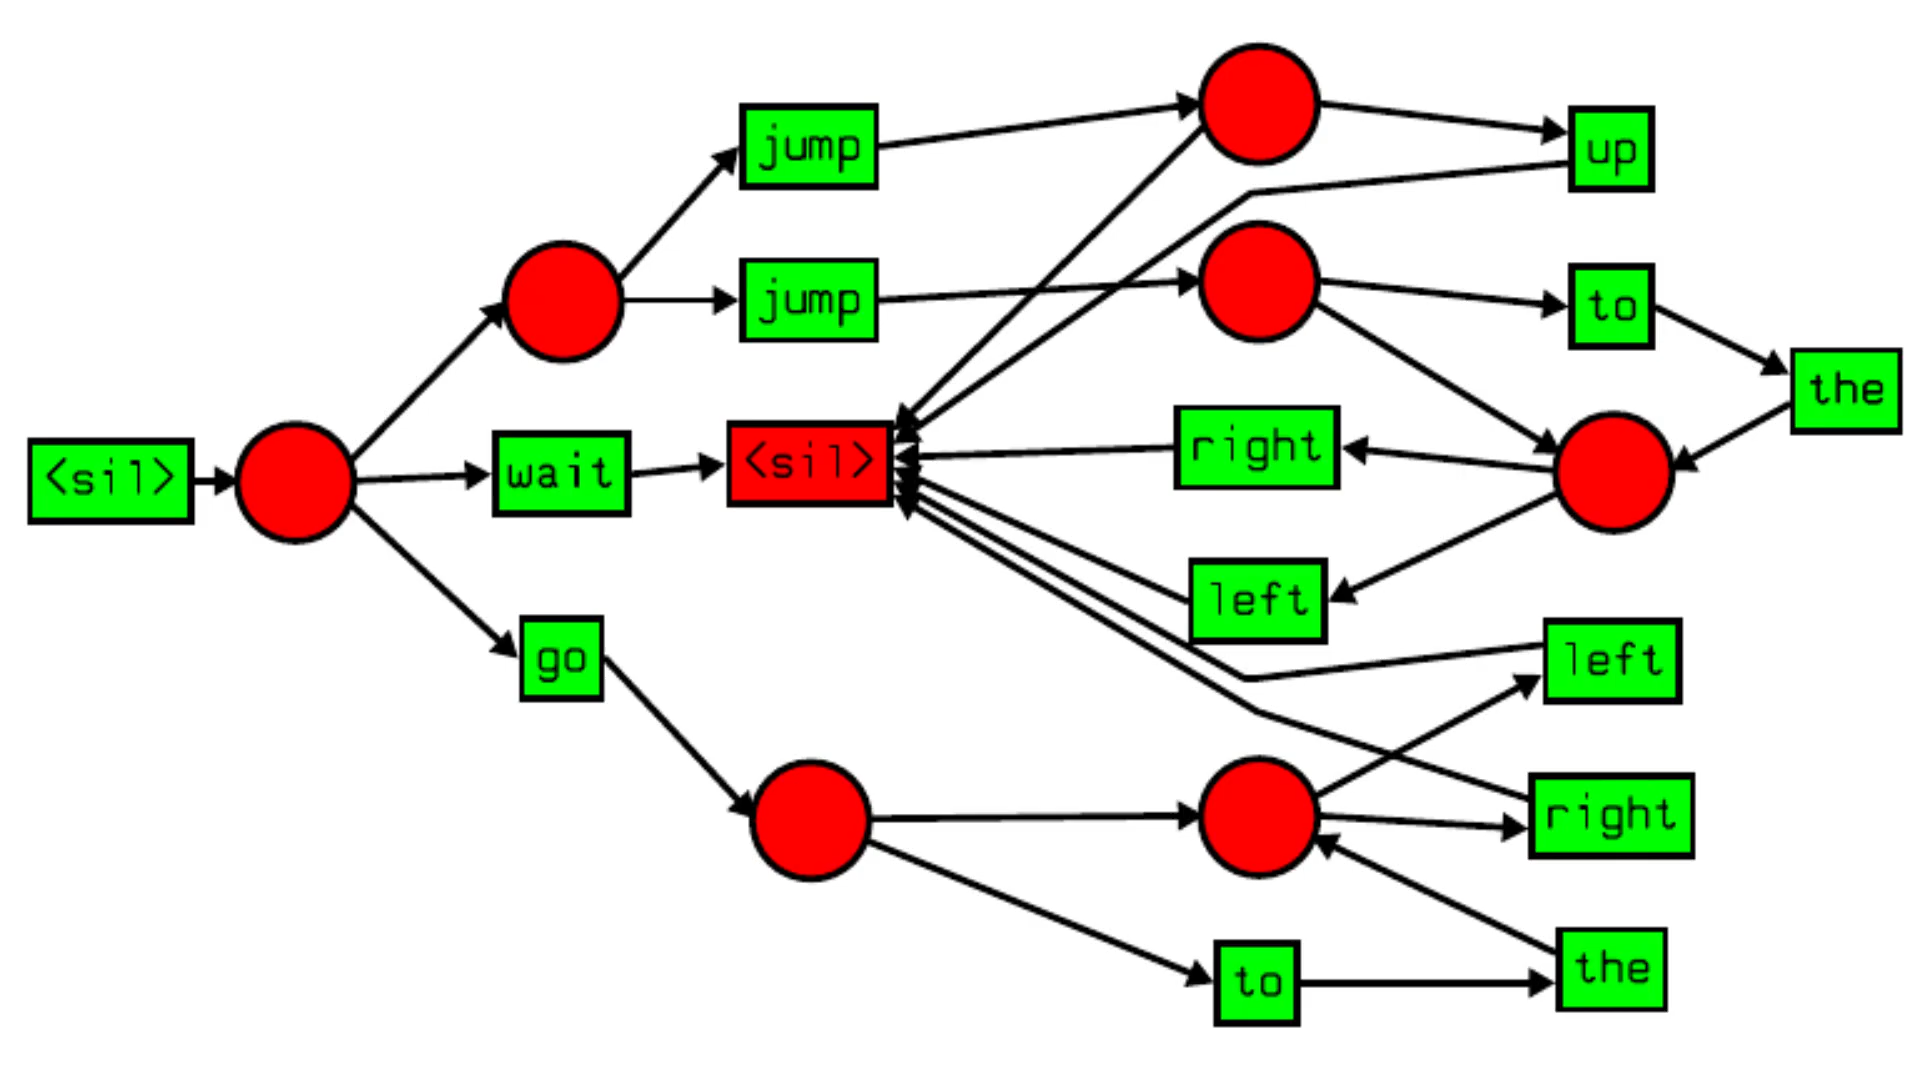 jump
up
jump
to
the
right
<sil>
wait
<sil>
left
go
left
right
to
the